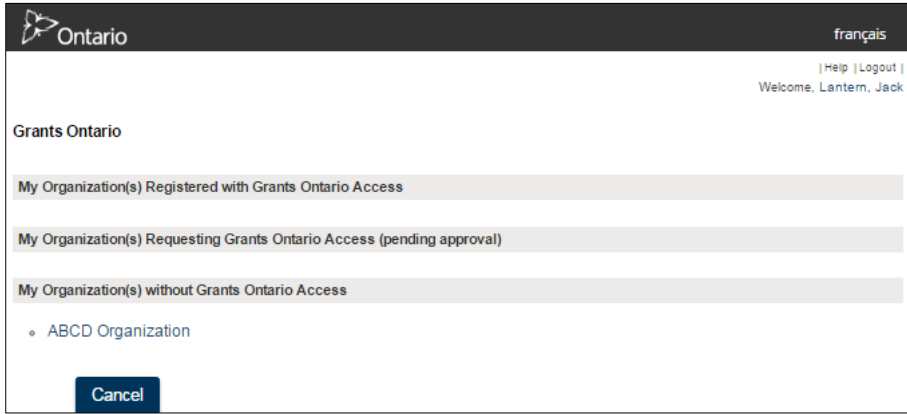 Ontario
français
| Help | Logout |
Welcome, Lantern, Jack
Grants Ontario
My Organization(s) Registered with Grants Ontario Access
My Organization(s) Requesting Grants Ontario Access (pending approval)
My Organization(s) without Grants Ontario Access
ABCD Organization
Cancel